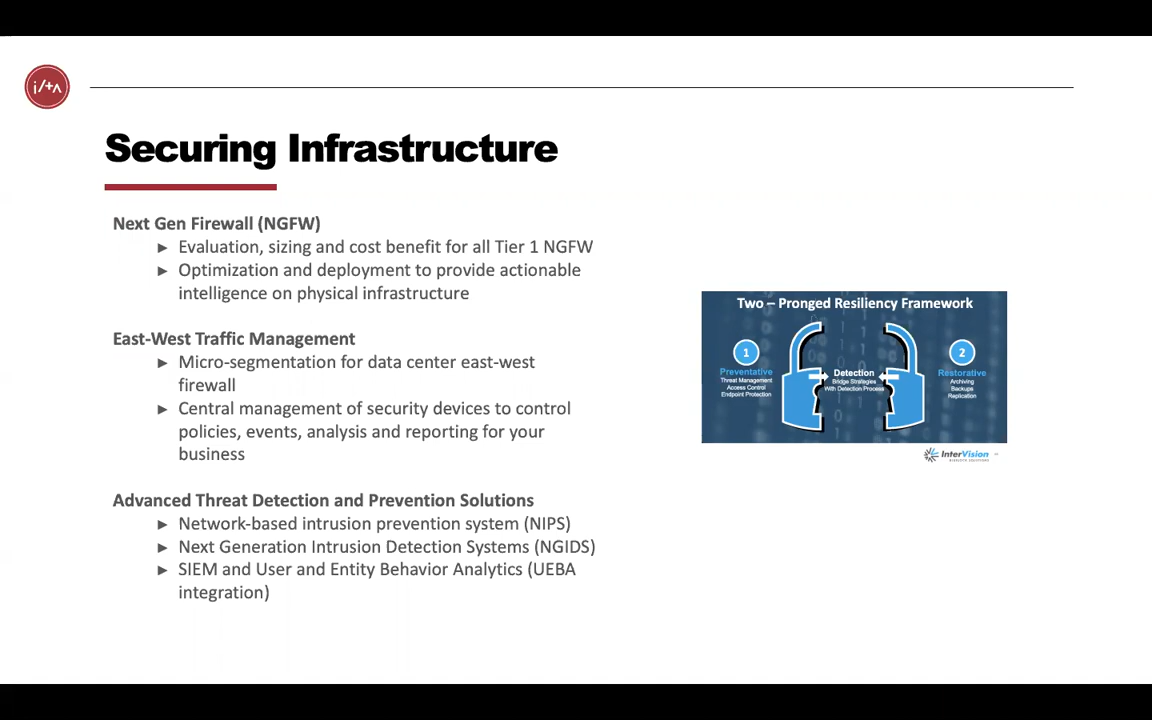 i/+ʌ
Securing Infrastructure
Next Gen Firewall (NGFW)
► Evaluation, sizing and cost benefit for all Tier 1 NGFW
► Optimization and deployment to provide actionable
intelligence on physical infrastructure
East-West Traffic Management
► Micro-segmentation for data center east-west
firewall
► Central management of security devices to control
policies, events, analysis and reporting for your
business
Advanced Threat Detection and Prevention Solutions
► Network-based intrusion prevention system (NIPS)
► Next Generation Intrusion Detection Systems (NGIDS)
► SIEM and User and Entity Behavior Analytics (UEBA
integration)
Two – Pronged Resiliency Framework
1
Preventative
Threat Management
Access Control
Endpoint Protection
Detection
Bridge Strategies
With Detection Process
2
Restorative
Archiving
Backups
Replication
InterVision